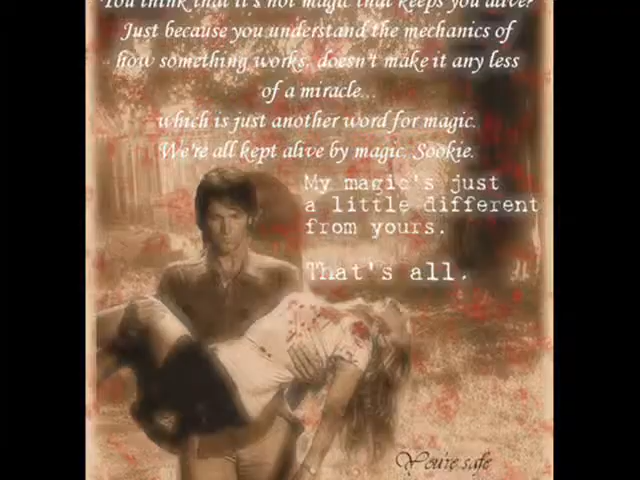 You think that it's not magic that keeps you alive?
Just because you understand the mechanics of
how something works, doesn't make it any less
of a miracle...
which is just another word for magic.
We're all kept alive by magic, Sookie.
My magic's just
a little different
from yours.
That's all.
You're safe